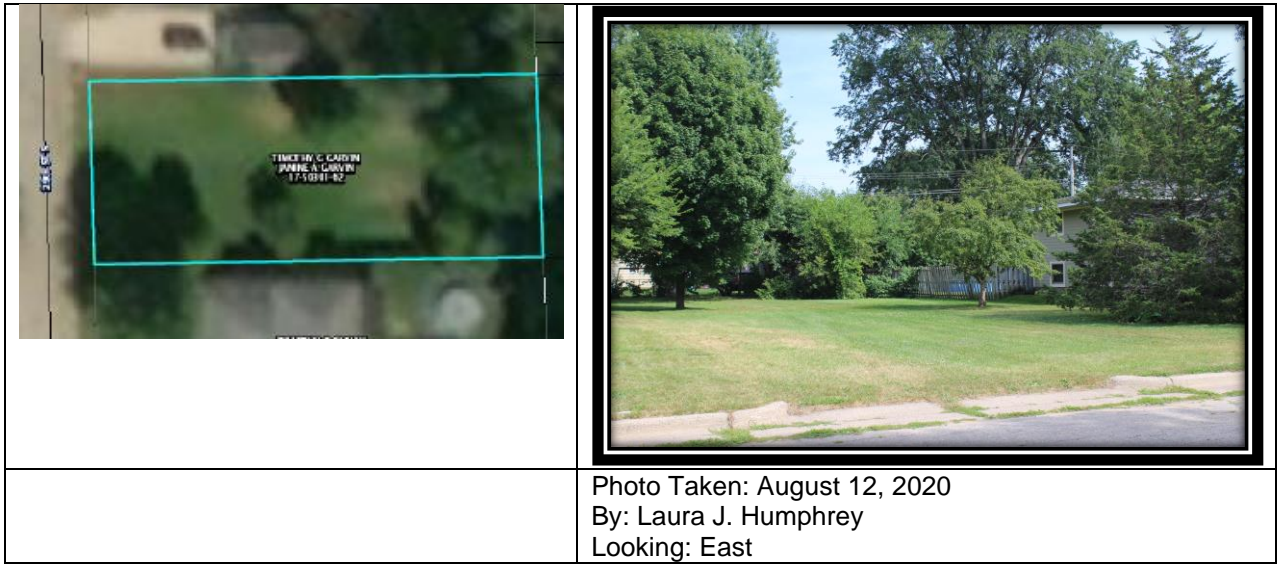 TIMOTHY C GARVIN
JANINE A GARVIN
Photo Taken: August 12, 2020
By: Laura J. Humphrey
Looking: East